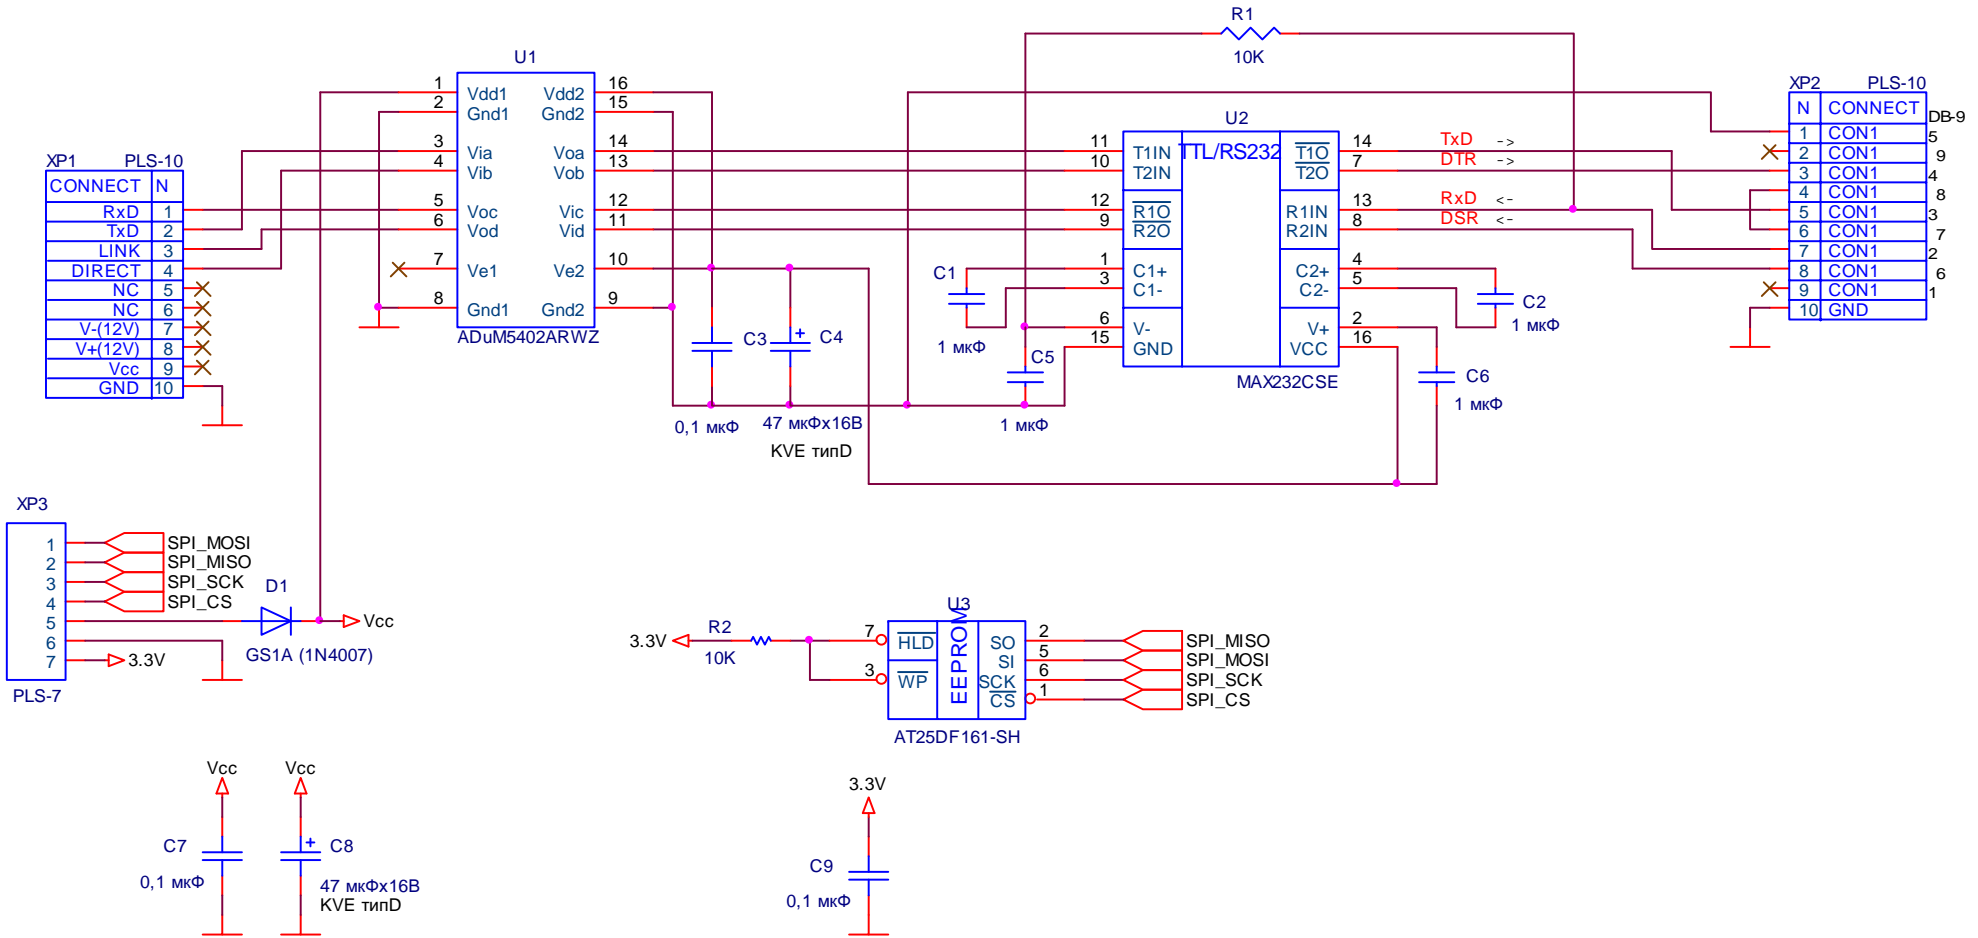 R1
10K
U1
1 Vdd1 Vdd2 16
2 Gnd1 Gnd2 15
3 Via Voa 14
4 Vib Vob 13
5 Voc Vic 12
6 Vod Vid 11
7 Ve1 Ve2 10
8 Gnd1 Gnd2 9
ADuM5402ARWZ
XP1 PLS-10
CONNECT N
RxD 1
TxD 2
LINK 3
DIRECT 4
NC 5
NC 6
V-(12V) 7
V+(12V) 8
Vcc 9
GND 10
C3
0,1 мкФ
+ C4
47 мкФх16В
KVE типD
U2
TTL/RS232
11 T1IN T1O 14
10 T2IN T2O 7
12 R1O R1IN 13
9 R2O R2IN 8
1 C1+ C2+ 4
3 C1- C2- 5
6 V- V+ 2
15 GND VCC 16
MAX232CSE
TxD ->
DTR ->
RxD <-
DSR <-
C1
1 мкФ
C5
1 мкФ
C2
1 мкФ
C6
1 мкФ
XP2 PLS-10
N CONNECT DB-9
1 CON1 5
2 CON1 9
3 CON1 4
4 CON1 8
5 CON1 3
6 CON1 7
7 CON1 2
8 CON1 6
9 CON1 1
10 GND
XP3
1 SPI_MOSI
2 SPI_MISO
3 SPI_SCK
4 SPI_CS
5
6
7 3.3V
PLS-7
D1
Vcc
GS1A (1N4007)
3.3V
R2
10K
U3
EEPROM
7 HLD SO 2
SI 5
3 WP SCK 6
CS 1
SPI_MISO
SPI_MOSI
SPI_SCK
SPI_CS
AT25DF161-SH
Vcc
C7
0,1 мкФ
Vcc
+ C8
47 мкФх16В
KVE типD
3.3V
C9
0,1 мкФ